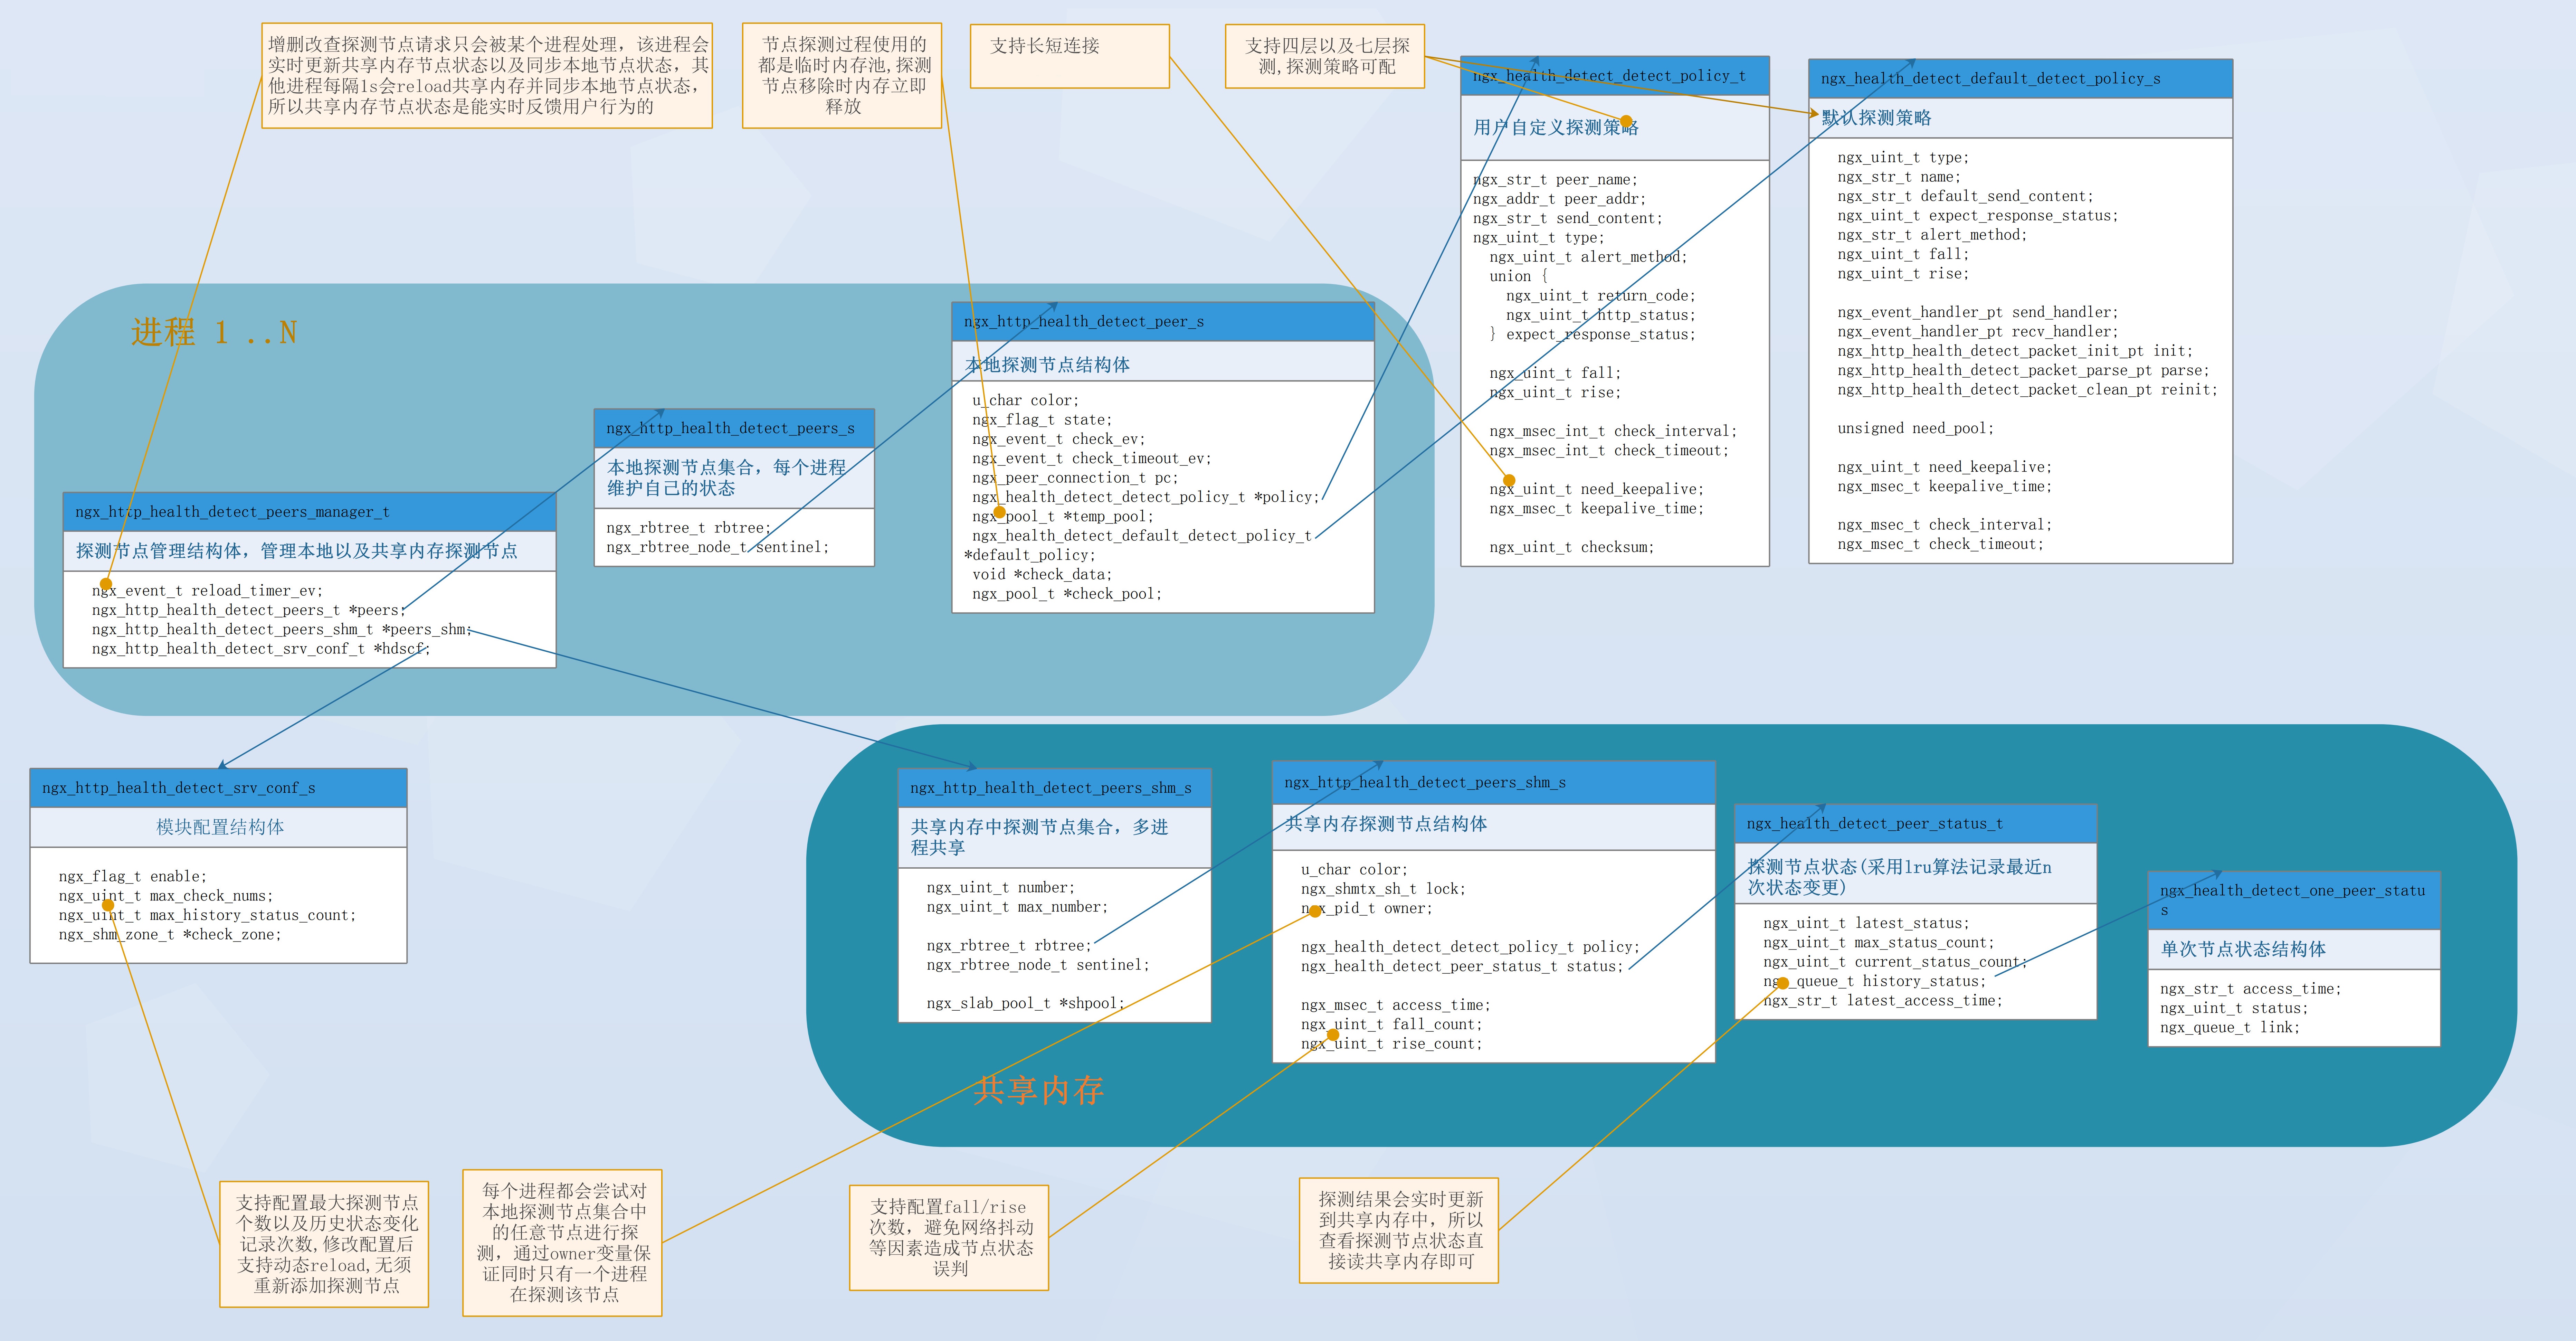 增删改查探测节点请求只会被某个进程处理，该进程会
实时更新共享内存节点状态以及同步本地节点状态，其
他进程每隔1s会reload共享内存并同步本地节点状态，
所以共享内存节点状态是能实时反馈用户行为的
节点探测过程使用的
都是临时内存池,探测
节点移除时内存立即
释放
支持长短连接
支持四层以及七层探
测,探测策略可配
ngx_health_detect_detect_policy_t
用户自定义探测策略
ngx_str_t peer_name;
ngx_addr_t peer_addr;
ngx_str_t send_content;
ngx_uint_t type;
ngx_uint_t alert_method;
union {
ngx_uint_t return_code;
ngx_uint_t http_status;
} expect_response_status;
ngx_uint_t fall;
ngx_uint_t rise;
ngx_msec_int_t check_interval;
ngx_msec_int_t check_timeout;
ngx_uint_t need_keepalive;
ngx_msec_t keepalive_time;
ngx_uint_t checksum;
ngx_health_detect_default_detect_policy_s
默认探测策略
ngx_uint_t type;
ngx_str_t name;
ngx_str_t default_send_content;
ngx_uint_t expect_response_status;
ngx_str_t alert_method;
ngx_uint_t fall;
ngx_uint_t rise;
ngx_event_handler_pt send_handler;
ngx_event_handler_pt recv_handler;
ngx_http_health_detect_packet_init_pt init;
ngx_http_health_detect_packet_parse_pt parse;
ngx_http_health_detect_packet_clean_pt reinit;
unsigned need_pool;
ngx_uint_t need_keepalive;
ngx_msec_t keepalive_time;
ngx_msec_t check_interval;
ngx_msec_t check_timeout;
进程 1 ..N
ngx_http_health_detect_peers_manager_t
探测节点管理结构体，管理本地以及共享内存探测节点
ngx_event_t reload_timer_ev;
ngx_http_health_detect_peers_t *peers;
ngx_http_health_detect_peers_shm_t *peers_shm;
ngx_http_health_detect_srv_conf_t *hdscf;
ngx_http_health_detect_peers_s
本地探测节点集合，每个进程
维护自己的状态
ngx_rbtree_t rbtree;
ngx_rbtree_node_t sentinel;
ngx_http_health_detect_peer_s
本地探测节点结构体
u_char color;
ngx_flag_t state;
ngx_event_t check_ev;
ngx_event_t check_timeout_ev;
ngx_peer_connection_t pc;
ngx_health_detect_detect_policy_t *policy;
ngx_pool_t *temp_pool;
ngx_health_detect_default_detect_policy_t
*default_policy;
void *check_data;
ngx_pool_t *check_pool;
ngx_http_health_detect_srv_conf_s
模块配置结构体
ngx_flag_t enable;
ngx_uint_t max_check_nums;
ngx_uint_t max_history_status_count;
ngx_shm_zone_t *check_zone;
ngx_http_health_detect_peers_shm_s
共享内存中探测节点集合，多进
程共享
ngx_uint_t number;
ngx_uint_t max_number;
ngx_rbtree_t rbtree;
ngx_rbtree_node_t sentinel;
ngx_slab_pool_t *shpool;
ngx_http_health_detect_peers_shm_s
共享内存探测节点结构体
u_char color;
ngx_shmtx_sh_t lock;
ngx_pid_t owner;
ngx_health_detect_detect_policy_t policy;
ngx_health_detect_peer_status_t status;
ngx_msec_t access_time;
ngx_uint_t fall_count;
ngx_uint_t rise_count;
ngx_health_detect_peer_status_t
探测节点状态(采用lru算法记录最近n
次状态变更)
ngx_uint_t latest_status;
ngx_uint_t max_status_count;
ngx_uint_t current_status_count;
ngx_queue_t history_status;
ngx_str_t latest_access_time;
ngx_health_detect_one_peer_statu
s
单次节点状态结构体
ngx_str_t access_time;
ngx_uint_t status;
ngx_queue_t link;
共享内存
支持配置最大探测节点
个数以及历史状态变化
记录次数,修改配置后
支持动态reload,无须
重新添加探测节点
每个进程都会尝试对
本地探测节点集合中
的任意节点进行探
测，通过owner变量保
证同时只有一个进程
在探测该节点
支持配置fall/rise
次数，避免网络抖动
等因素造成节点状态
误判
探测结果会实时更新
到共享内存中，所以
查看探测节点状态直
接读共享内存即可